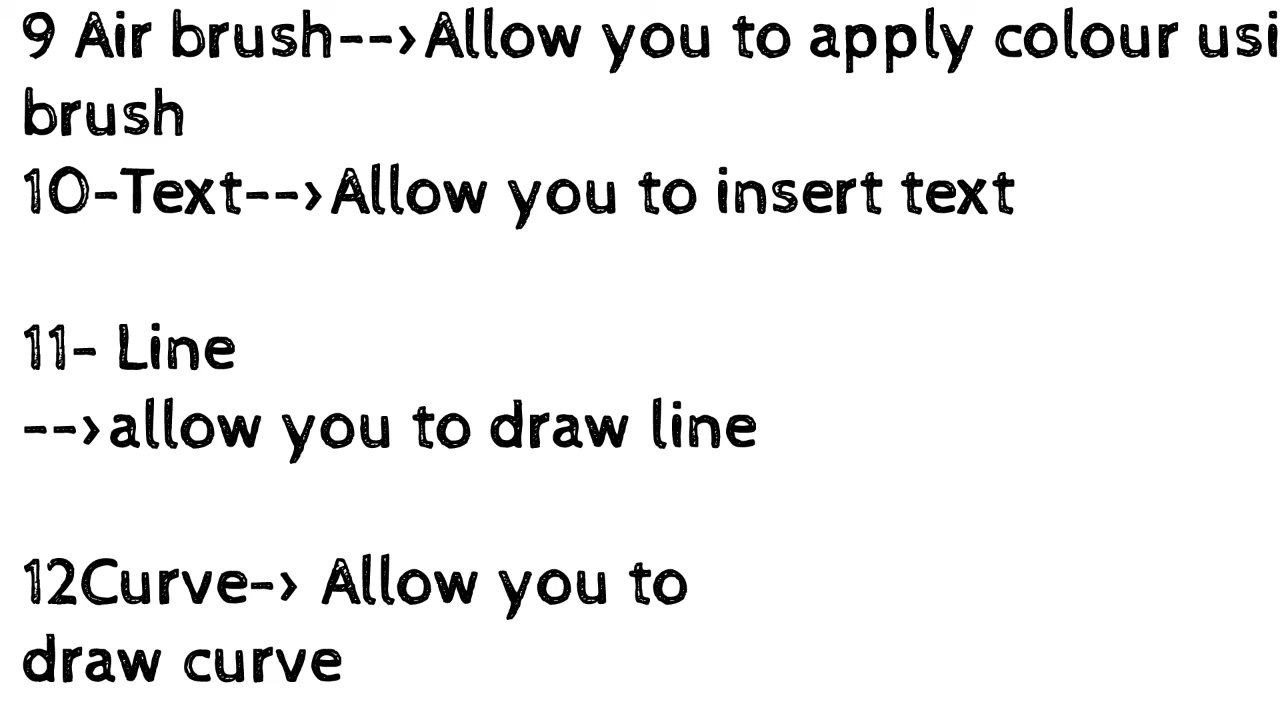 9 Air brush-->Allow you to apply colour usi
brush
10-Text-->Allow you to insert text
11- Line
-->allow you to draw line
12Curve-> Allow you to
draw curve